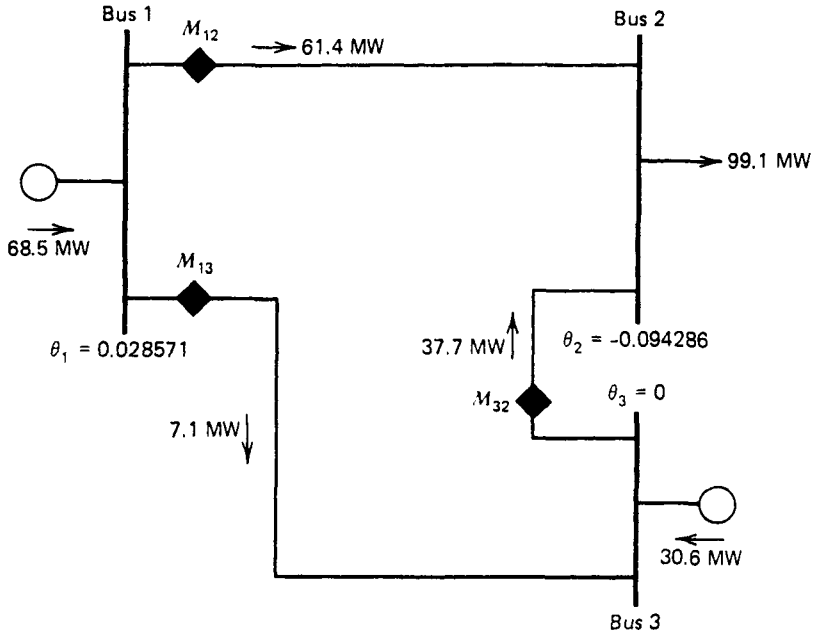 Bus 1
M12
61.4 MW
Bus 2
99.1 MW
68.5 MW
M13
θ1 = 0.028571
37.7 MW
θ2 = -0.094286
θ3 = 0
M32
7.1 MW
30.6 MW
Bus 3